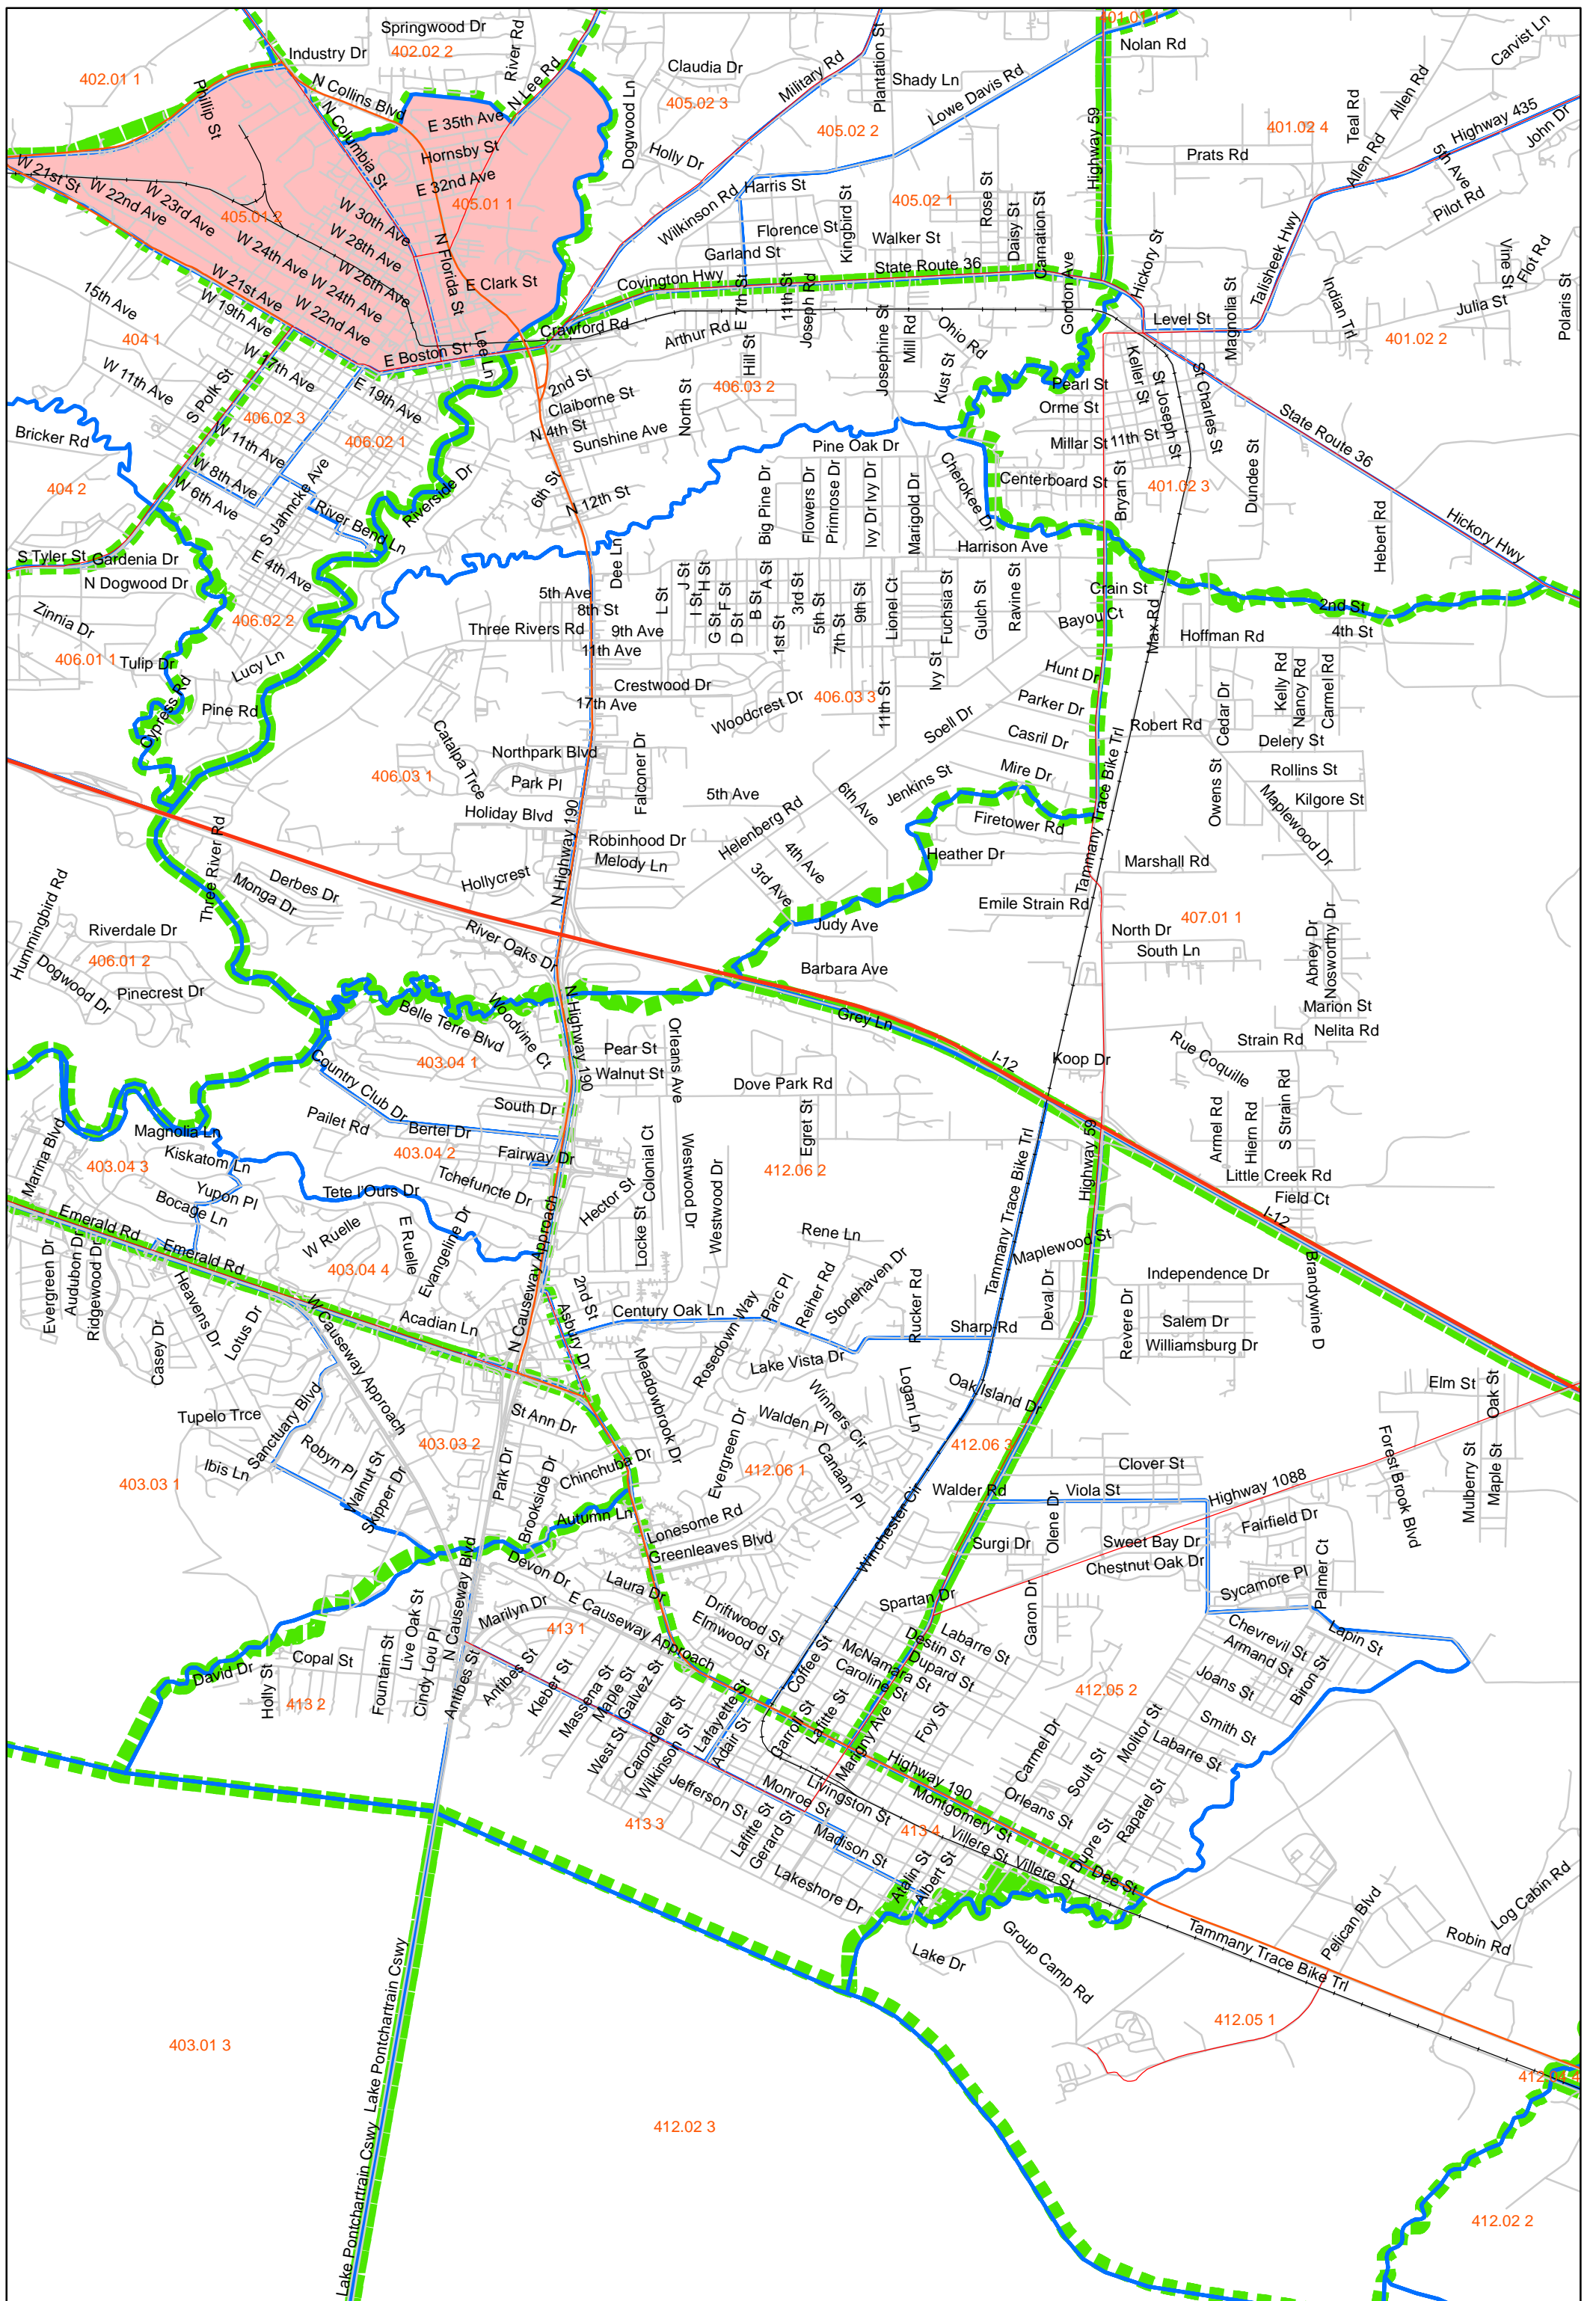 401.01 1
Springwood Dr
402.02 2
Industry Dr
River Rd
N Lee Rd
Claudia Dr
Military Rd
Plantation St
Shady Ln
Lowe Davis Rd
Nolan Rd
Carvist Ln
402.01 1
Phillip St
N Collins Blvd
N Columbia St
E 35th Ave
Hornsby St
E 32nd Ave
Dogwood Ln
405.02 3
405.02 2
Holly Dr
Highway 59
401.02 4
Teal Rd
Allen Rd
Allen Rd
Highway 435
John Dr
5th Ave
Pilot Rd
Prats Rd
W 21st St
W 22nd Ave
W 23rd Ave
405.01 2
W 30th Ave
W 28th Ave
W 26th Ave
W 24th Ave
W 24th Ave
W 22nd Ave
W 21st Ave
W 19th Ave
405.01 1
N Florida St
E Clark St
Wilkinson Rd
Harris St
Florence St
Kingbird St
Garland St
Walker St
405.02 1
Rose St
Daisy St
Carnation St
Gordon Ave
Covington Hwy
State Route 36
E 7th St
11th St
Joseph Rd
Hickory St
Talisheek Hwy
Magnolia St
Level St
Indian Trl
Vine St
Flot Rd
Julia St
Polaris St
401.02 2
15th Ave
404 1
W 11th Ave
W 17th Ave
E Boston St
Lee Ln
Crawford Rd
Arthur Rd
Hill St
Josephine St
Mill Rd
Ohio Rd
Kust St
406.03 2
S Polk St
406.02 3
E 19th Ave
406.02 1
2nd St
Claiborne St
N 4th St
Sunshine Ave
North St
Pearl St
Orme St
Millar St
11th St
Keller St
St Joseph St
St Charles St
State Route 36
Bricker Rd
404 2
W 11th Ave
W 8th Ave
W 6th Ave
S Jahncke Ave
River Bend Ln
Riverside Dr
6th St
N 12th St
Pine Oak Dr
Big Pine Dr
Flowers Dr
Primrose Dr
Ivy Dr
Ivy Dr
Marigold Dr
Cherokee Dr
Centerboard St
Bryan St
401.02 3
Dundee St
Hebert Rd
Hickory Hwy
S Tyler St
Gardenia Dr
N Dogwood Dr
E 4th Ave
406.02 2
Zinnia Dr
406.01 1
Tulip Dr
Lucy Ln
Cypress Rd
Pine Rd
Dee Ln
5th Ave
8th St
Three Rivers Rd
9th Ave
11th Ave
Crestwood Dr
17th Ave
L St
J St
I St
H St
G St
F St
D St
B St
A St
1st St
3rd St
5th St
7th St
9th St
11th St
Lionel Ct
Ivy St
Fuchsia St
Gulch St
Ravine St
Harrison Ave
Crain St
Bayou Ct
Max Rd
Hoffman Rd
2nd St
4th St
Woodcrest Dr
406.03 3
Hunt Dr
Parker Dr
Soell Dr
Casril Dr
Mire Dr
Jenkins St
Robert Rd
Cedar Dr
Kelly Rd
Nancy Rd
Carmel Rd
Delery St
Rollins St
Kilgore St
Owens St
Maplewood Dr
Catalpa Trce
406.03 1
Northpark Blvd
Park Pl
Holiday Blvd
Falconer Dr
N Highway 190
Robinhood Dr
Melody Ln
5th Ave
Helenberg Rd
6th Ave
4th Ave
3rd Ave
Firetower Rd
Heather Dr
Tammany Trace Bike Trl
Marshall Rd
Emile Strain Rd
407.01 1
North Dr
South Ln
Abney Dr
Nosworthy Dr
Three River Rd
Derbes Dr
Monga Dr
Hollycrest
River Oaks Dr
Judy Ave
Barbara Ave
Hummingbird Rd
Riverdale Dr
406.01 2
Dogwood Dr
Pinecrest Dr
Belle Terre Blvd
Woodvine Ct
N Highway 190
Grey Ln
I-12
Koop Dr
Marion St
Nelita Rd
Strain Rd
Rue Coquille
403.04 1
Country Club Dr
Pear St
Walnut St
Orleans Ave
Dove Park Rd
South Dr
Pailet Rd
Bertel Dr
403.04 2
Fairway Dr
Tchefuncte Dr
Egret St
412.06 2
Armel Rd
Hiern Rd
S Strain Rd
Little Creek Rd
Field Ct
I-12
Marina Blvd
403.04 3
Magnolia Ln
Kiskatom Ln
Yupon Pl
Bocage Ln
Tete l'Ours Dr
W Ruelle
E Ruelle
Evangeline Dr
403.04 4
Emerald Rd
Emerald Rd
Hector St
Locke St
Colonial Ct
Westwood Dr
Westwood Dr
Rene Ln
Tammany Trace Bike Trl
Highway 59
Maplewood St
Independence Dr
Brandywine D
Evergreen Dr
Audubon Dr
Ridgewood Dr
Casey Dr
Heavens Dr
Lotus Dr
W Causeway Approach
Acadian Ln
N Causeway Approach
2nd St
Asbury Dr
Century Oak Ln
Rosedown Way
Parc Pl
Reiher Rd
Stonehaven Dr
Rucker Rd
Sharp Rd
Deval Dr
Revere Dr
Salem Dr
Williamsburg Dr
Lake Vista Dr
Meadowbrook Dr
Logan Ln
Oak Island Dr
Elm St
Oak St
Tupelo Trce
Sanctuary Blvd
Ibis Ln
403.03 1
Robyn Pl
Walnut St
Skipper Dr
403.03 2
St Ann Dr
Park Dr
Brookside Dr
Chinchuba Dr
Autumn Ln
Evergreen Dr
Walden Pl
Winners Cir
Canaan Pl
412.06 1
412.06 3
Walder Rd
Clover St
Viola St
Highway 1088
Forest Brook Blvd
Mulberry St
Maple St
Lonesome Rd
Greenleaves Blvd
Winchester Cir
Surgi Dr
Olene Dr
Sweet Bay Dr
Chestnut Oak Dr
Fairfield Dr
Sycamore Pl
Palmer Ct
Devon Dr
Laura Dr
Marilyn Dr
E Causeway Approach
413 1
Driftwood St
Elmwood St
Spartan Dr
Garon Dr
Chevrevil St
Armand St
Lapin St
Labarre St
Destin St
Dupard St
McNamara St
Caroline St
Coffee St
Joans St
Biron St
412.05 2
David Dr
Holly St
Copal St
413 2
Fountain St
Live Oak St
Cindy Lou Pl
N Causeway Blvd
Antibes St
Antibes St
Kleber St
Massena St
Maple St
Galvez St
West St
Carondelet St
Wilkinson St
Lafayette St
Adair St
Garroll St
Lafitte St
Marigny Ave
Foy St
Highway 190
Carmel Dr
Soult St
Molitor St
Labarre St
Smith St
Jefferson St
Monroe St
Livingston St
Montgomery St
Orleans St
Dupre St
Rapatel St
413 3
Lafitte St
Gerard St
Madison St
413 4
Villere St
Villere St
Dee St
Lakeshore Dr
Atalin St
Albert St
Lake Dr
Group Camp Rd
Tammany Trace Bike Trl
Pelican Blvd
Robin Rd
Log Cabin Rd
412.05 1
403.01 3
Lake Pontchartrain Cswy
Lake Pontchartrain Cswy
412.02 3
412.02 2